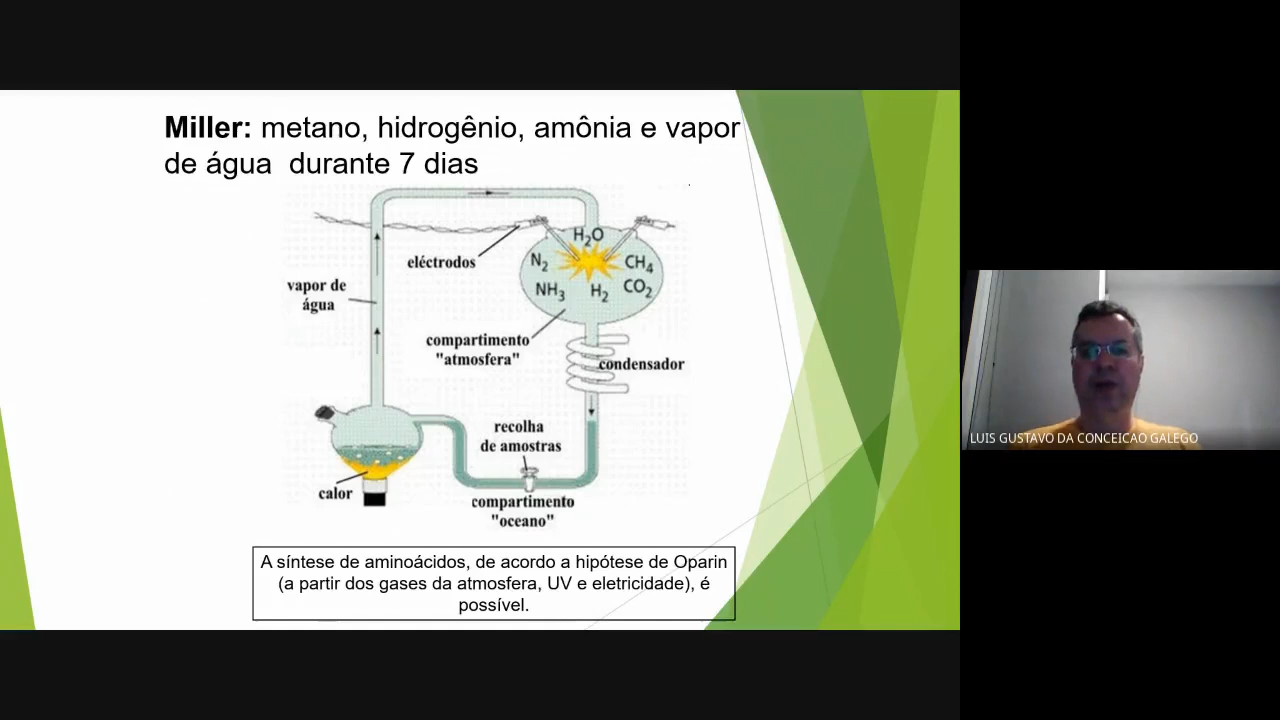 Miller: metano, hidrogênio, amônia e vapor
de água durante 7 dias
H₂O
eléctrodos
N₂
CH₄
vapor de
água
NH₃
H₂
CO₂
compartimento
"atmosfera"
condensador
recolha
de amostras
calor
compartimento
"oceano"
A síntese de aminoácidos, de acordo a hipótese de Oparin
(a partir dos gases da atmosfera, UV e eletricidade), é
possível.
LUIS GUSTAVO DA CONCEICAO GALEGO